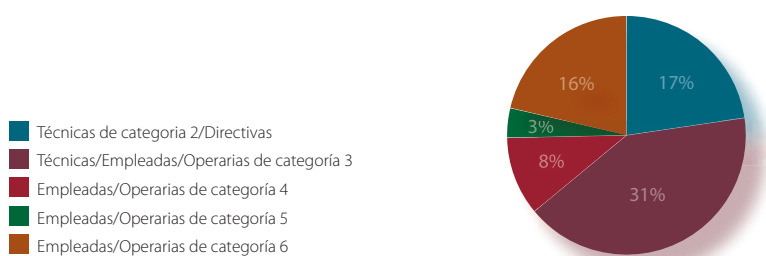 Técnicas de categoria 2/Directivas
Técnicas/Empleadas/Operarias de categoría 3
Empleadas/Operarias de categoría 4
Empleadas/Operarias de categoría 5
Empleadas/Operarias de categoría 6
16%
17%
3%
8%
31%